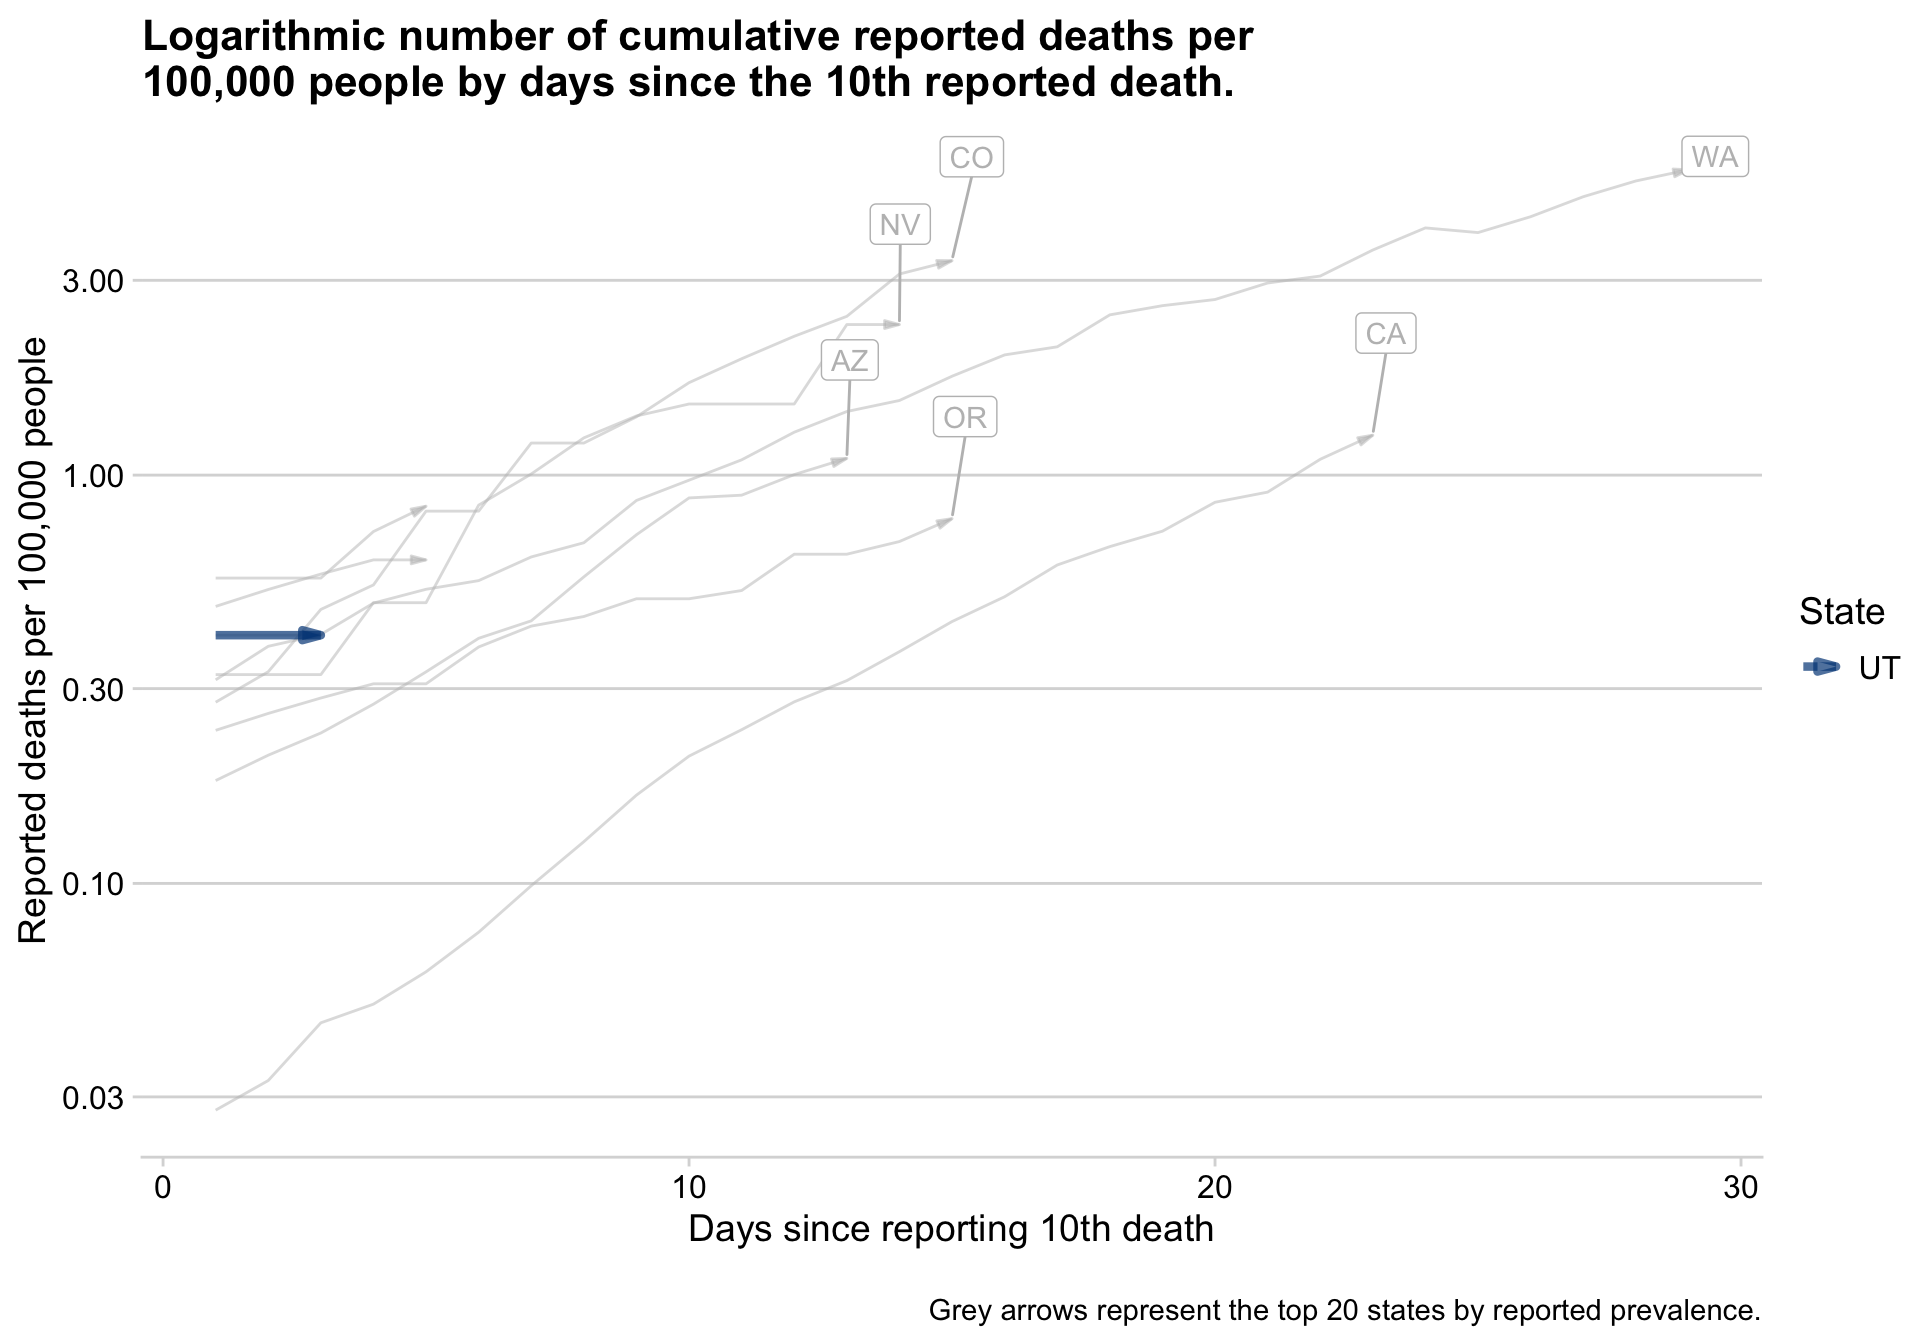 Logarithmic number of cumulative reported deaths per
100,000 people by days since the 10th reported death.
CO
WA
NV
3.00
CA
AZ
OR
1.00
0.30
0.10
0.03
Reported deaths per 100,000 people
State
UT
0
10
20
30
Days since reporting 10th death
Grey arrows represent the top 20 states by reported prevalence.